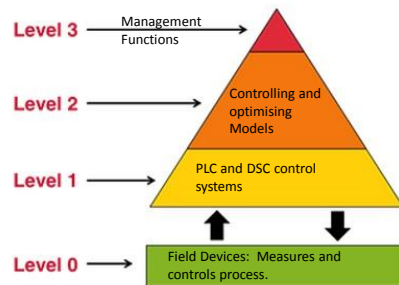 Level 3
Management
Functions
Level 2
Controlling and
optimising
Models
Level 1
PLC and DSC control
systems
Level 0
Field Devices: Measures and
controls process.